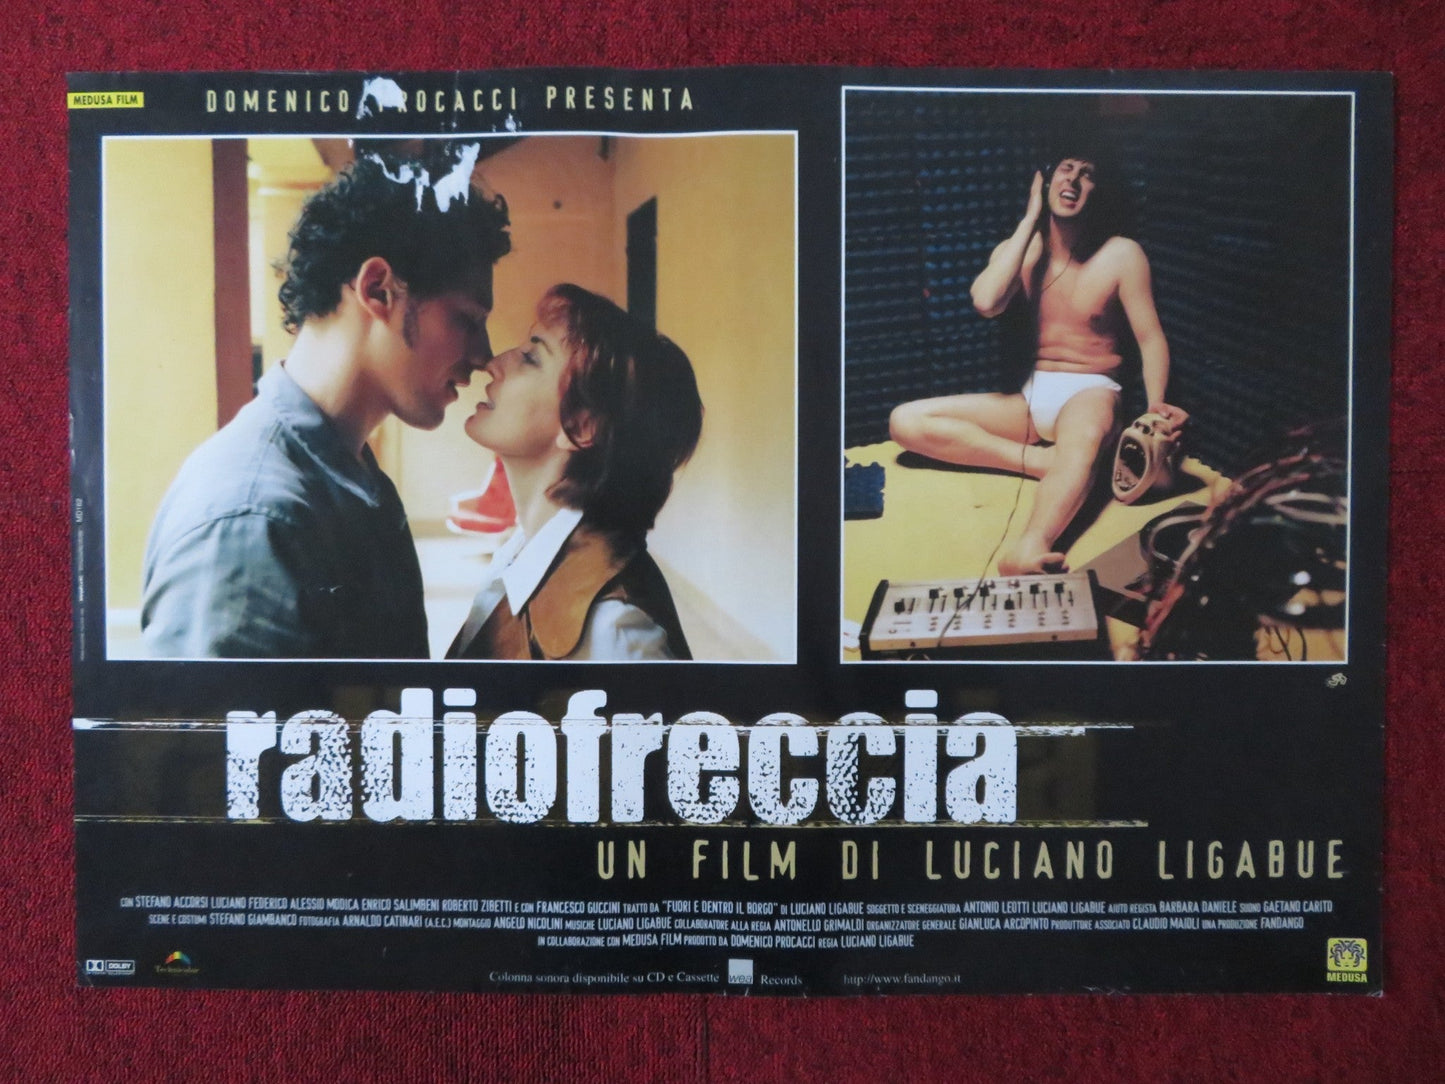 MEDUSA FILM
DOMENICO PROCACCI PRESENTA
MD162
radiofreccia
UN FILM DI LUCIANO LIGABUE
CON STEFANO ACCORSI LUCIANO FEDERICO ALESSIO MODICA ENRICO SALIMBENI ROBERTO ZIBETTI E CON FRANCESCO GUCCINI TRATTO DA "FUORI E DENTRO IL BORGO" DI LUCIANO LIGABUE SOGGETTO E SCENEGGIATURA ANTONIO LEOTTI LUCIANO LIGABUE AIUTO REGISTA BARBARA DANIELE SUONO GAETANO CARITO
SCENE E COSTUMI STEFANO GIAMBANCO FOTOGRAFIA ARNALDO CATINARI (A.E.C.) MONTAGGIO ANGELO NICOLINI MUSICHE LUCIANO LIGABUE COLLABORATORE ALLA REGIA ANTONELLO GRIMALDI ORGANIZZATORE GENERALE GIANLUCA ARCOPINTO PRODUTTORE ASSOCIATO CLAUDIO MAIOLI UNA PRODUZIONE FANDANGO
IN COLLABORAZIONE CON MEDUSA FILM PRODOTTO DA DOMENICO PROCACCI REGIA LUCIANO LIGABUE
DOLBY
Technicolor
Colonna sonora disponibile su CD e Cassette wea Records http://www.fandango.it
MEDUSA